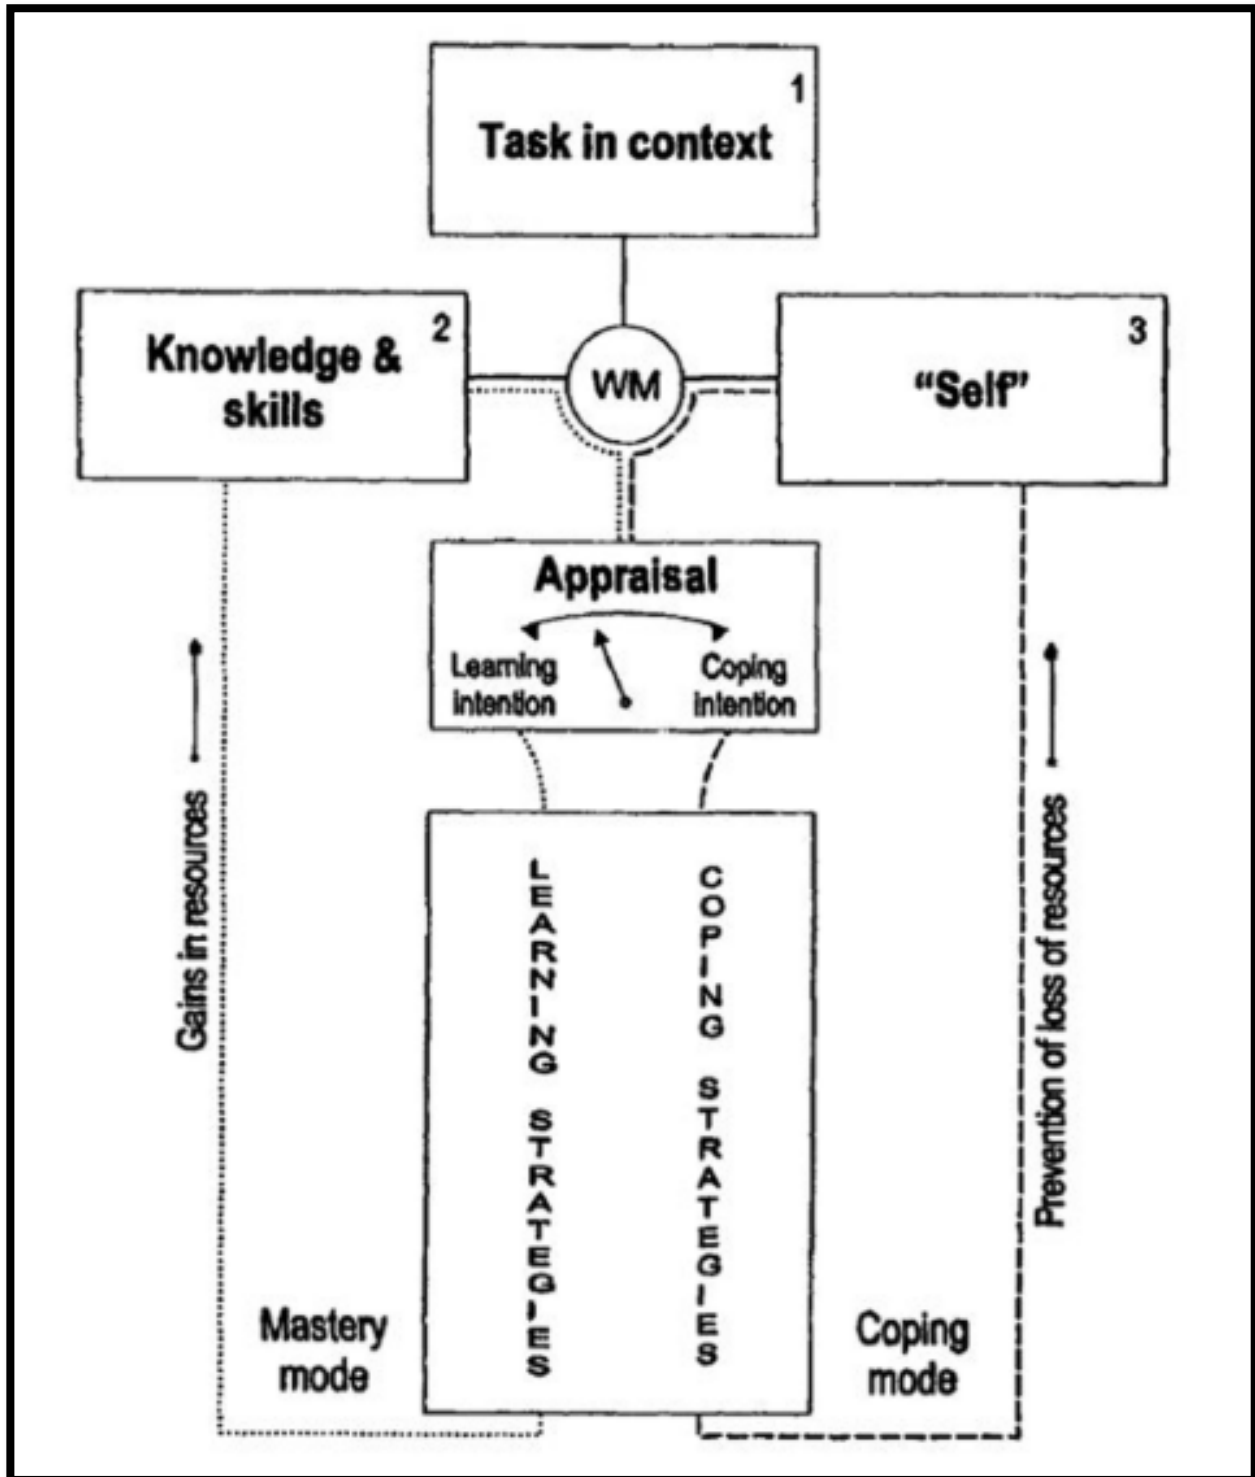 1
Task in context
2
Knowledge &
skills
WM
3
“Self”
Appraisal
Learning
intention
Coping
intention
Gains in resources
LEARNING STRATEGIES
COPING STRATEGIES
Prevention of loss of resources
Mastery
mode
Coping
mode